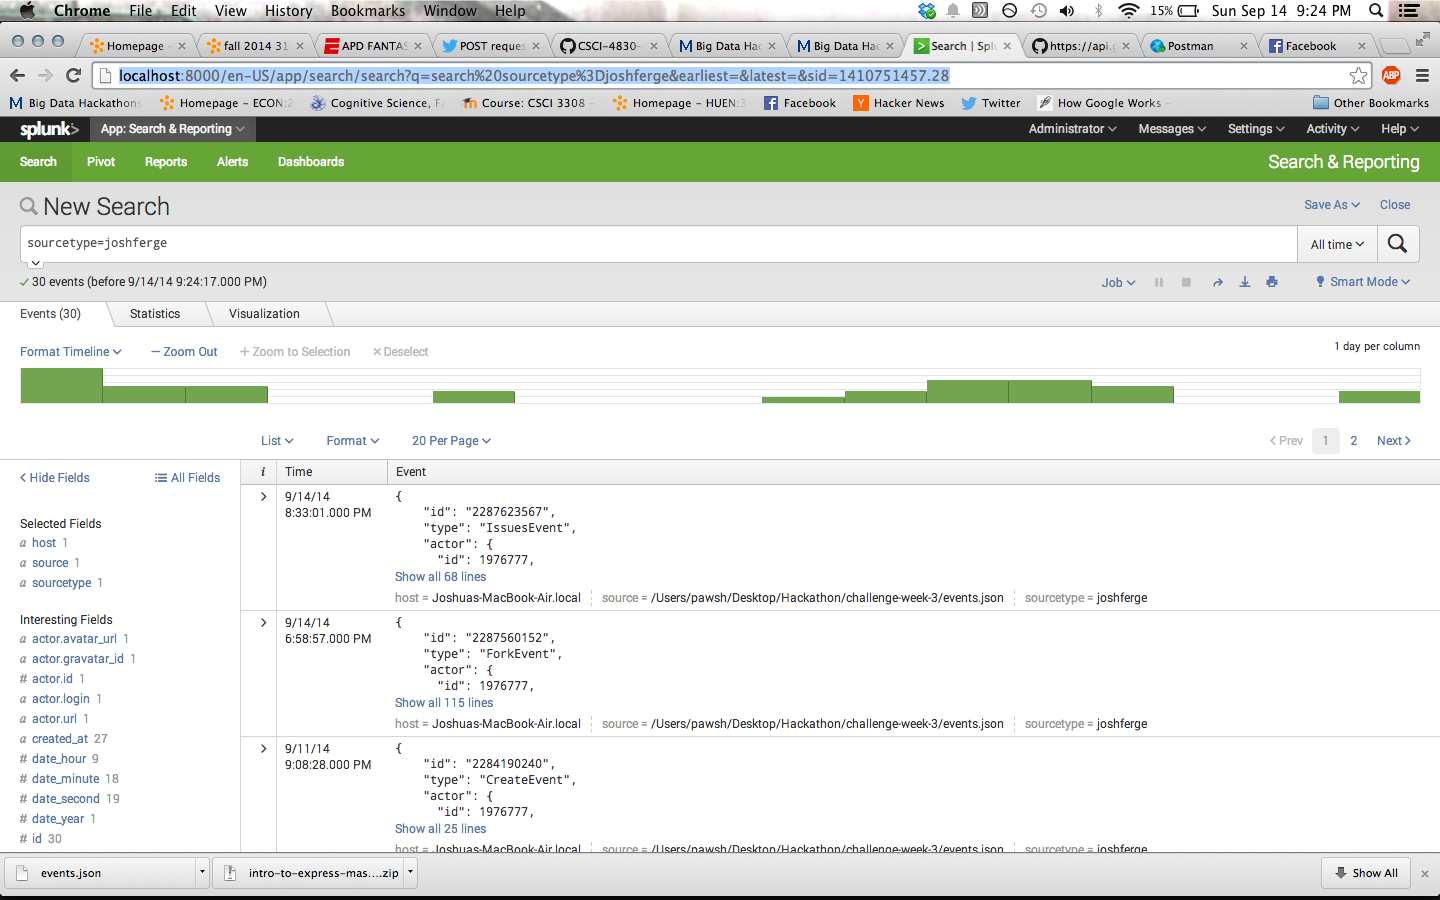 Chrome File Edit View History Bookmarks Window Help 15% Sun Sep 14 9:24 PM
Homepage – × fall 2014 31 × APD FANTAS × POST reques × CSCI-4830- × Big Data Hac × Big Data Hac × Search | Splu × https://api.g × Postman × Facebook ×
localhost:8000/en-US/app/search/search?q=search%20sourcetype%3Djoshferge&earliest=&latest=&sid=1410751457.28 ABP
Big Data Hackathons Homepage – ECON:2 Cognitive Science, Fa Course: CSCI 3308 – Homepage – HUEN:3 Facebook Hacker News Twitter How Google Works – Other Bookmarks
splunk> App: Search & Reporting Administrator Messages Settings Activity Help
Search Pivot Reports Alerts Dashboards Search & Reporting
New Search Save As Close
sourcetype=joshferge All time
30 events (before 9/14/14 9:24:17.000 PM) Job Smart Mode
Events (30) Statistics Visualization
Format Timeline – Zoom Out + Zoom to Selection × Deselect 1 day per column
List Format 20 Per Page < Prev 1 2 Next >
< Hide Fields All Fields i Time Event
Selected Fields
a host 1
a source 1
a sourcetype 1
Interesting Fields
a actor.avatar_url 1
a actor.gravatar_id 1
# actor.id 1
a actor.login 1
a actor.url 1
a created_at 27
# date_hour 9
# date_minute 18
# date_second 19
# date_year 1
# id 30
> 9/14/14 {
8:33:01.000 PM "id": "2287623567",
"type": "IssuesEvent",
"actor": {
"id": 1976777,
Show all 68 lines
host = Joshuas-MacBook-Air.local source = /Users/pawsh/Desktop/Hackathon/challenge-week-3/events.json sourcetype = joshferge
> 9/14/14 {
6:58:57.000 PM "id": "2287560152",
"type": "ForkEvent",
"actor": {
"id": 1976777,
Show all 115 lines
host = Joshuas-MacBook-Air.local source = /Users/pawsh/Desktop/Hackathon/challenge-week-3/events.json sourcetype = joshferge
> 9/11/14 {
9:08:28.000 PM "id": "2284190240",
"type": "CreateEvent",
"actor": {
"id": 1976777,
Show all 25 lines
host = Joshuas-MacBook-Air.local source = /Users/pawsh/Desktop/Hackathon/challenge-week-3/events.json sourcetype = joshferge
events.json intro-to-express-mas....zip Show All ×